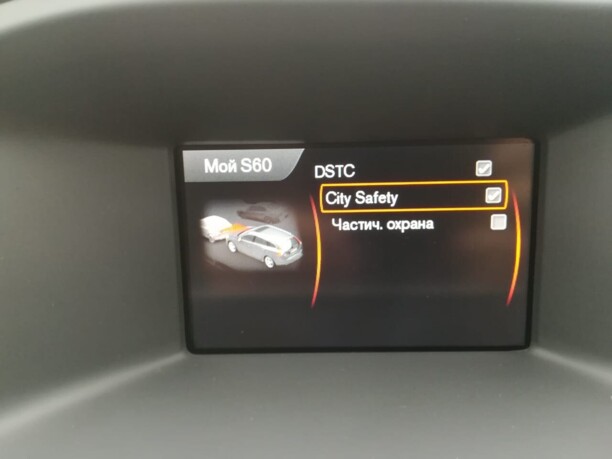 Мой S60
DSTC
City Safety
Частич. охрана